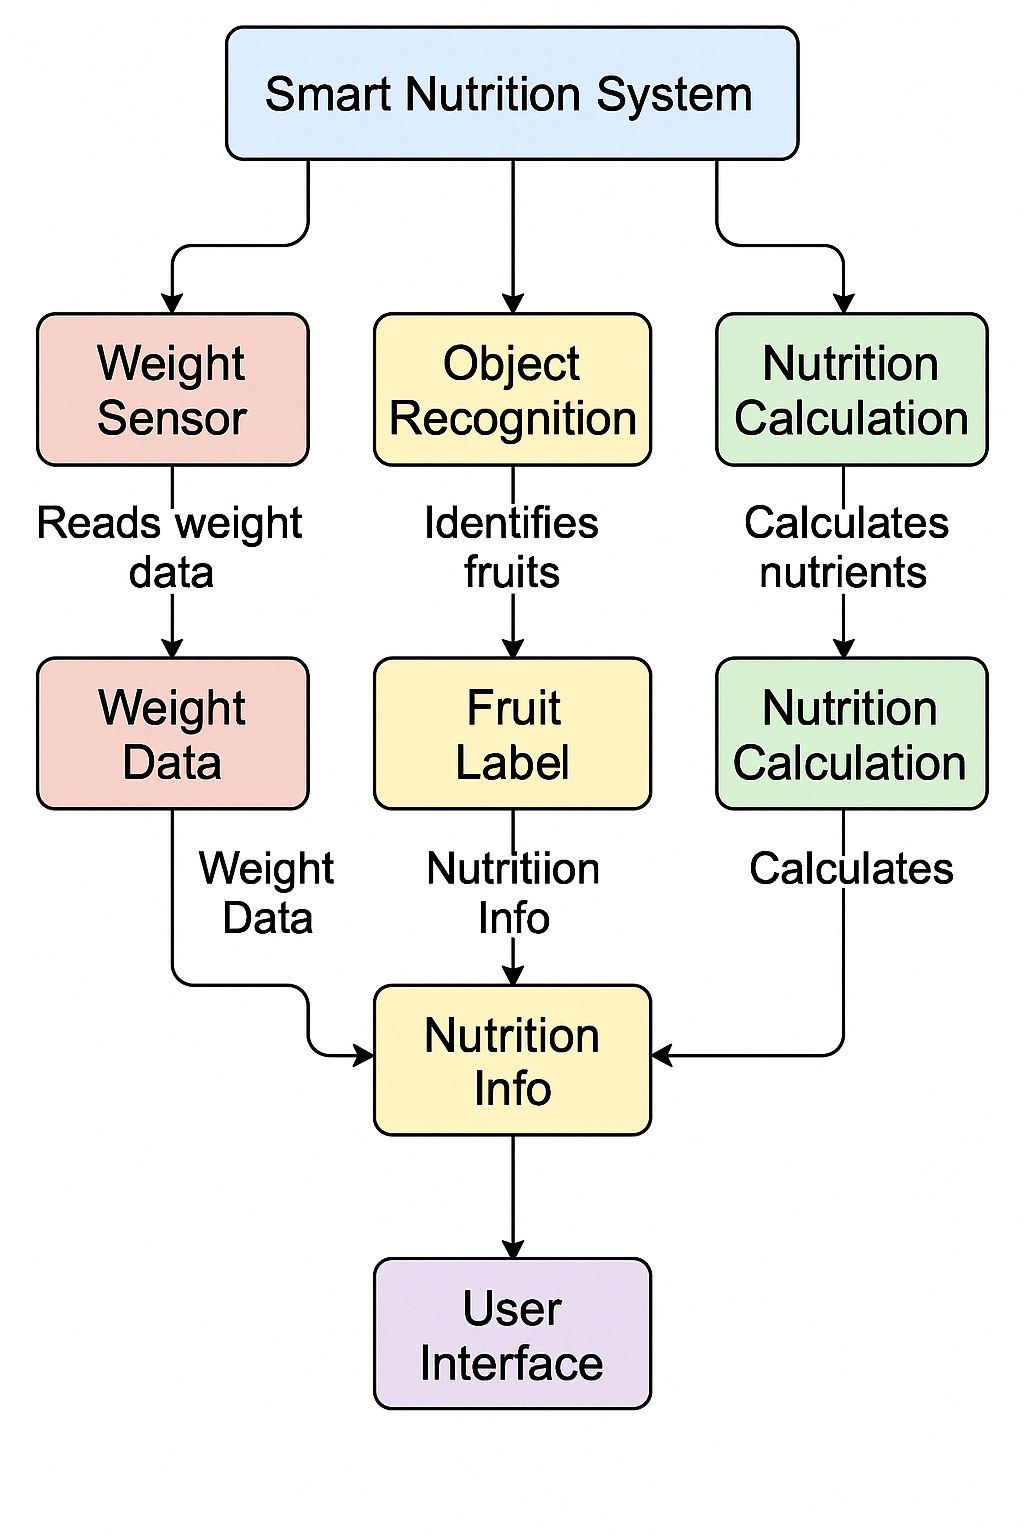 Smart Nutrition System
Weight
Sensor
Object
Recognition
Nutrition
Calculation
Reads weight
data
Identifies
fruits
Calculates
nutrients
Weight
Data
Fruit
Label
Nutrition
Calculation
Weight
Data
Nutritiion
Info
Calculates
Nutrition
Info
User
Interface